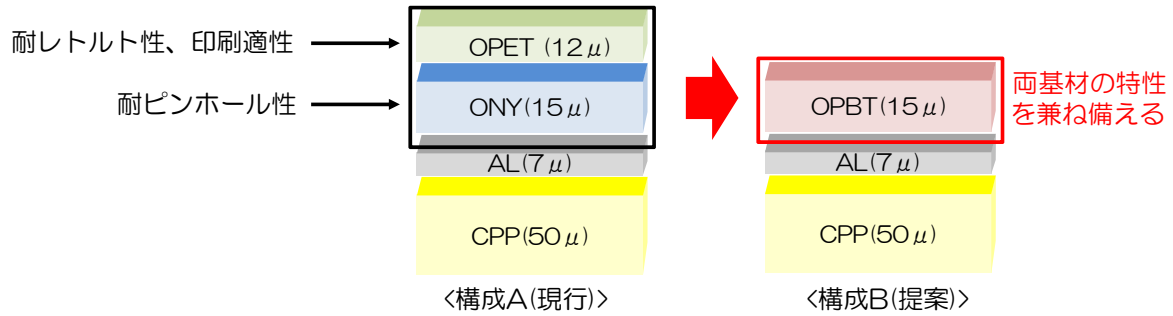 耐レトルト性、印刷適性
耐ピンホール性
OPET (12μ)
ONY(15μ)
AL(7μ)
CPP(50μ)
<構成A(現行)>
OPBT(15μ)
AL(7μ)
CPP(50μ)
<構成B(提案)>
両基材の特性
を兼ね備える